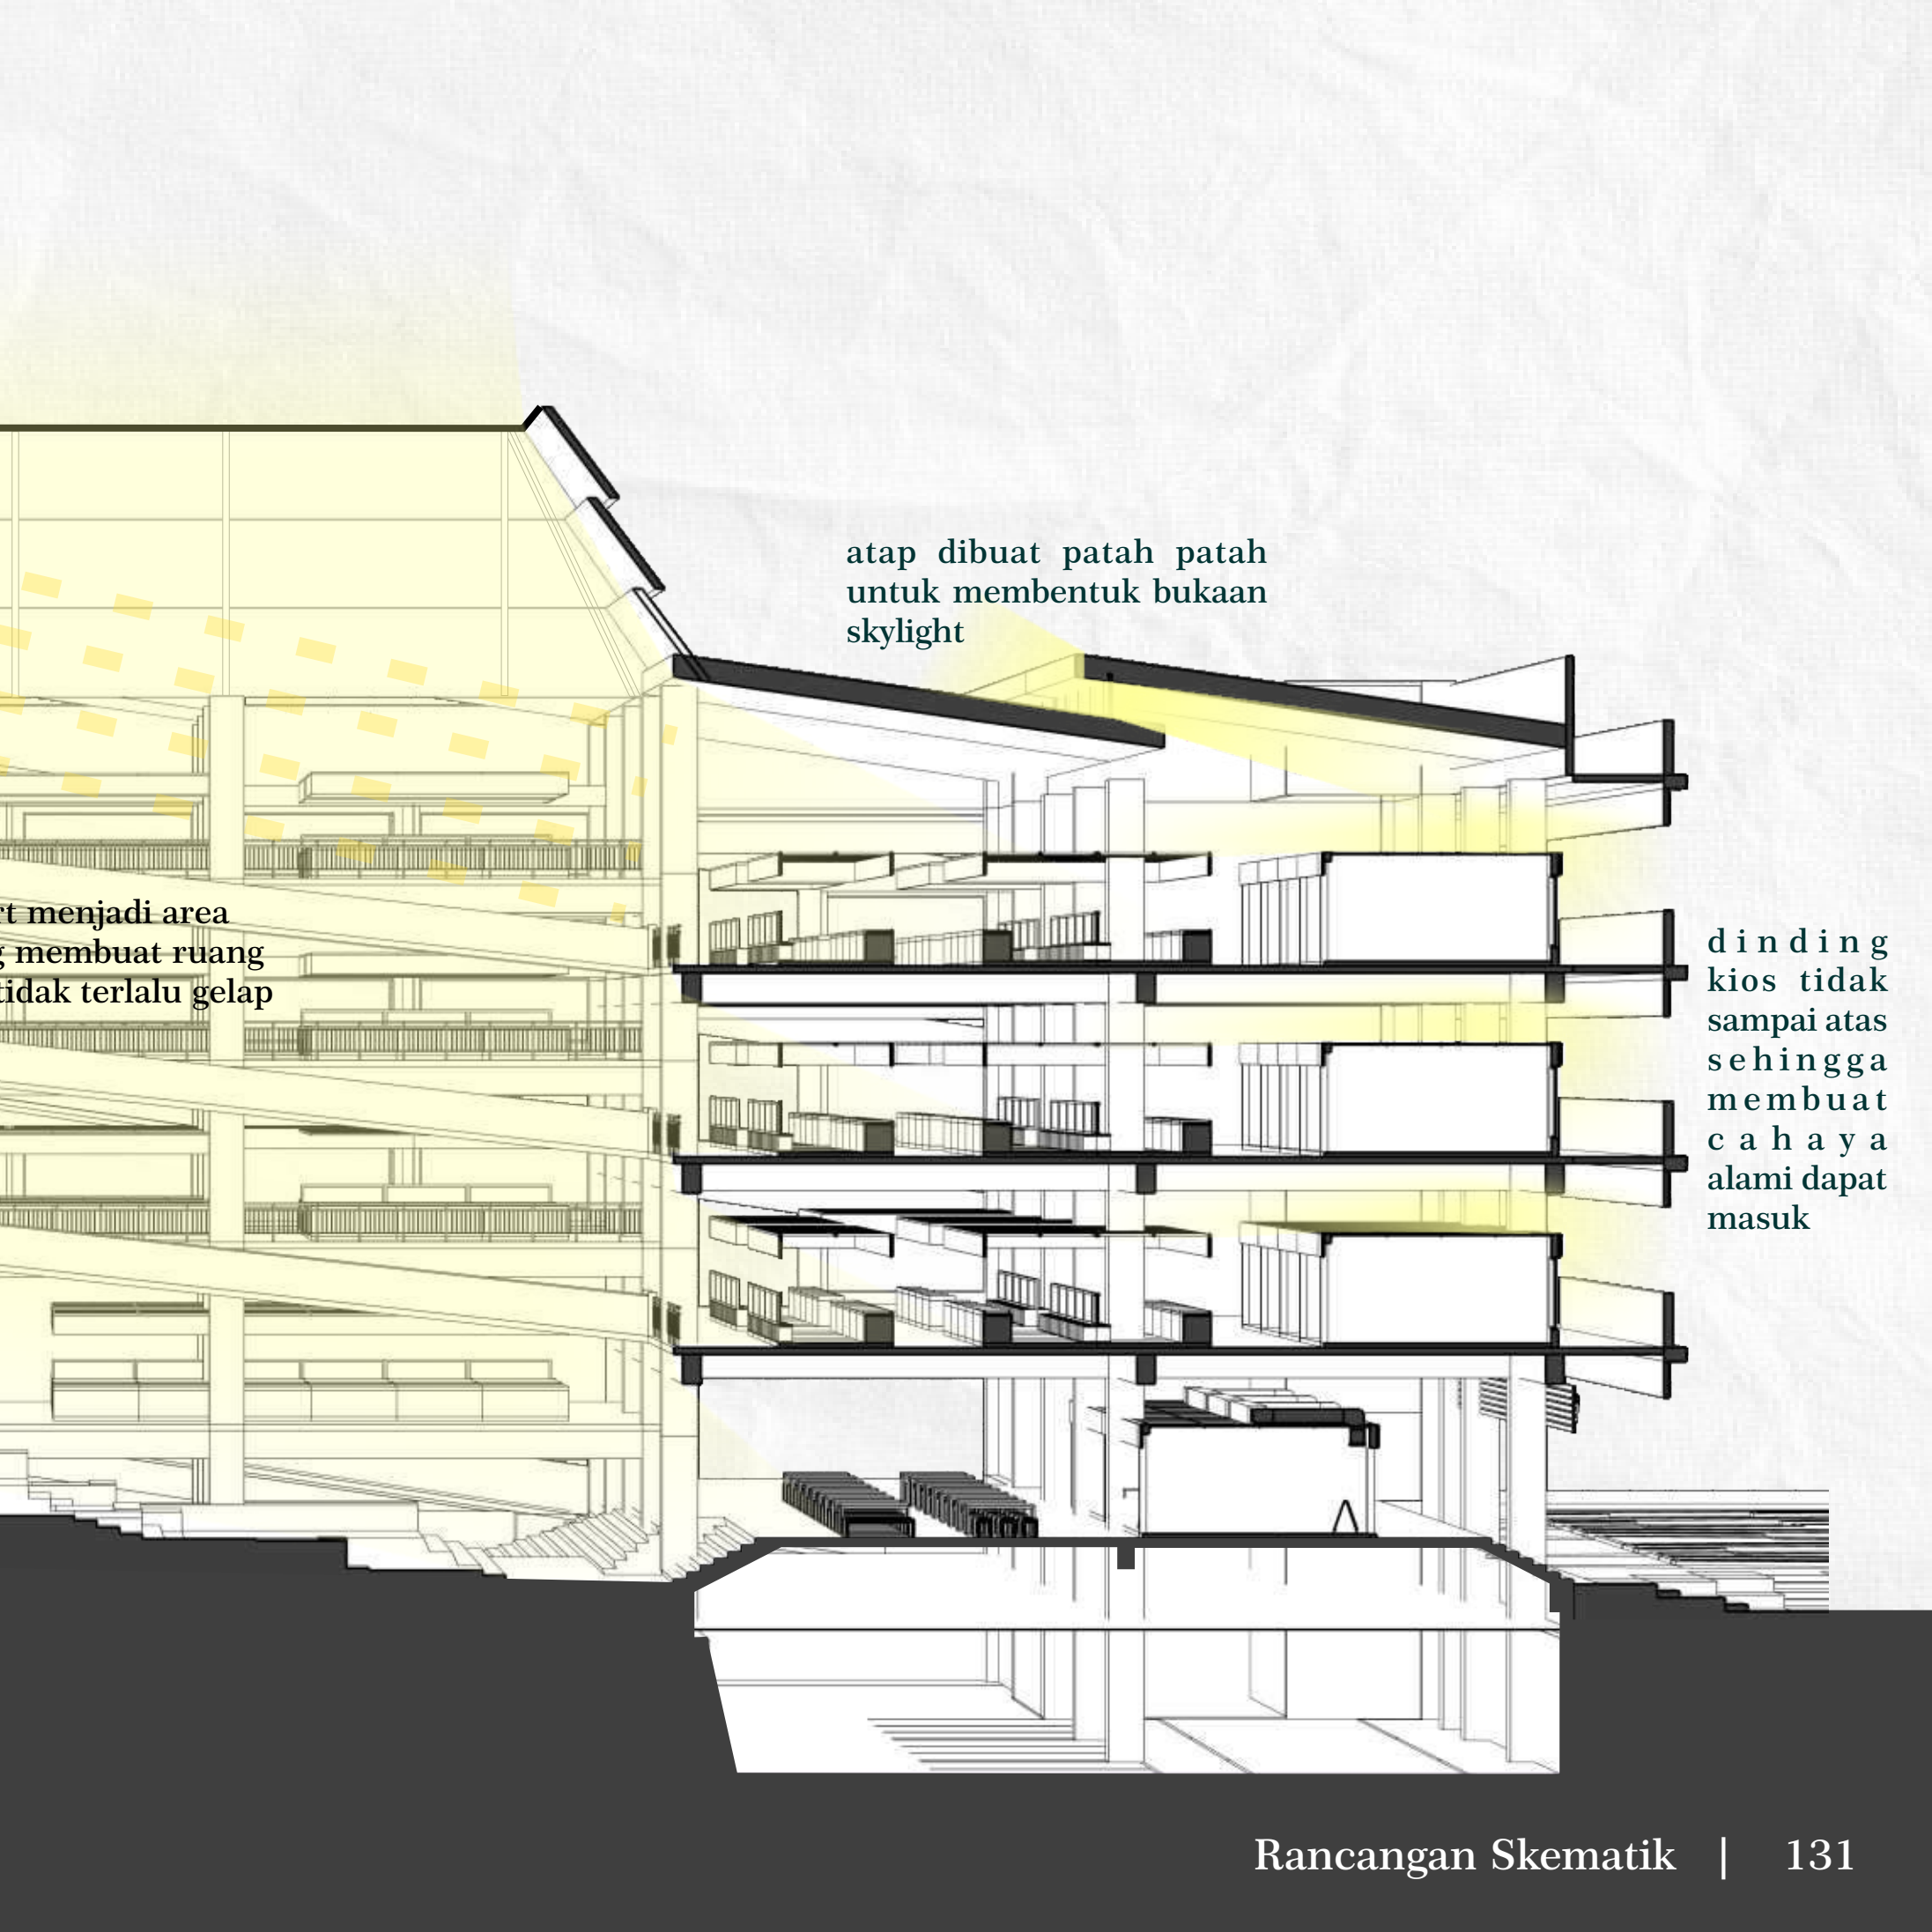 atap dibuat patah patah
untuk membentuk bukaan
skylight
menjadi area
membuat ruang
tidak terlalu gelap
dinding
kios tidak
sampai atas
sehingga
membuat
cahaya
alami dapat
masuk
Rancangan Skematik | 131